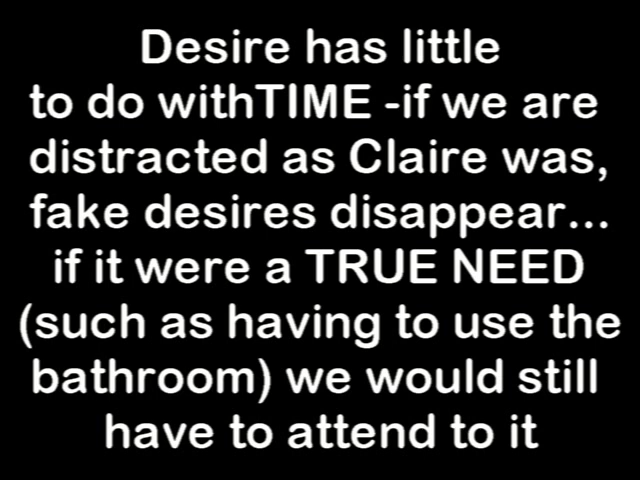 Desire has little
to do withTIME -if we are
distracted as Claire was,
fake desires disappear...
if it were a TRUE NEED
(such as having to use the
bathroom) we would still
have to attend to it